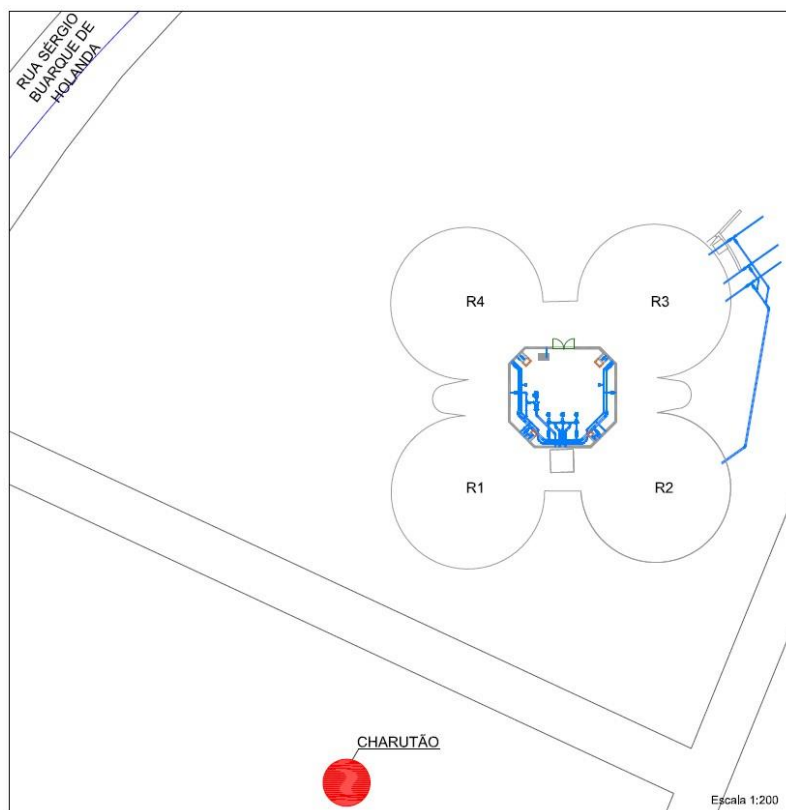 RUA SÉRGIO
BUARQUE DE
HOLANDA
R4
R3
R1
R2
CHARUTÃO
Escala 1:200